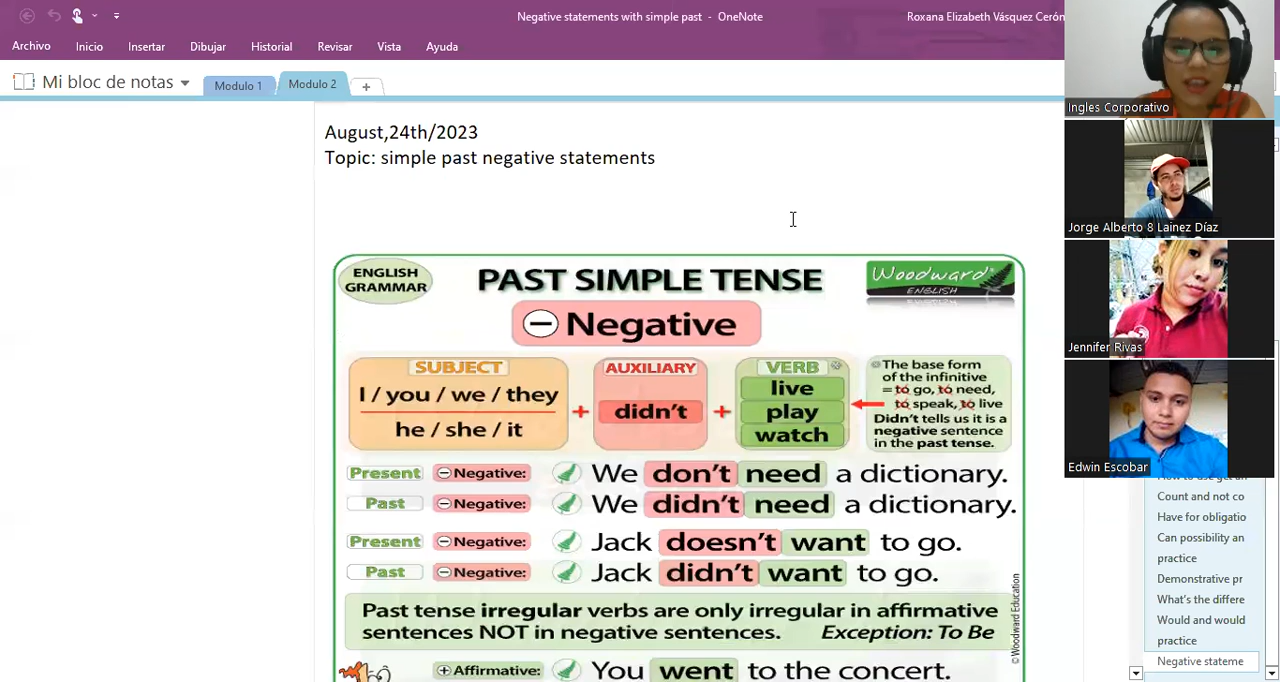 Negative statements with simple past - OneNote
Roxana Elizabeth Vásquez Cerón
Archivo Inicio Insertar Dibujar Historial Revisar Vista Ayuda
Mi bloc de notas Modulo 1 Modulo 2 +
August,24th/2023
Topic: simple past negative statements
ENGLISH
GRAMMAR
PAST SIMPLE TENSE
Woodward
ENGLISH
Negative
SUBJECT
I / you / we / they
he / she / it
+
AUXILIARY
didn't
+
VERB
live
play
watch
The base form
of the infinitive
= to go, to need,
to speak, to live
Didn't tells us it is a
negative sentence
in the past tense.
Present Negative: We don't need a dictionary.
Past Negative: We didn't need a dictionary.
Present Negative: Jack doesn't want to go.
Past Negative: Jack didn't want to go.
Past tense irregular verbs are only irregular in affirmative
sentences NOT in negative sentences. Exception: To Be
©Woodward Education
Affirmative: You went to the concert.
Ingles Corporativo
Jorge Alberto 8 Lainez Díaz
Jennifer Rivas
Edwin Escobar
Count and not co
Have for obligatio
Can possibility an
practice
Demonstrative pr
What's the differe
Would and would
practice
Negative stateme